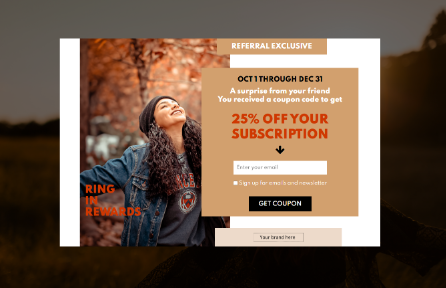 REFERRAL EXCLUSIVE
OCT 1 THROUGH DEC 31
A surprise from your friend
You received a coupon code to get
25% OFF YOUR
SUBSCRIPTION
Enter your email
Sign up for emails and newsletter
GET COUPON
RING
IN
REWARDS
Your brand here